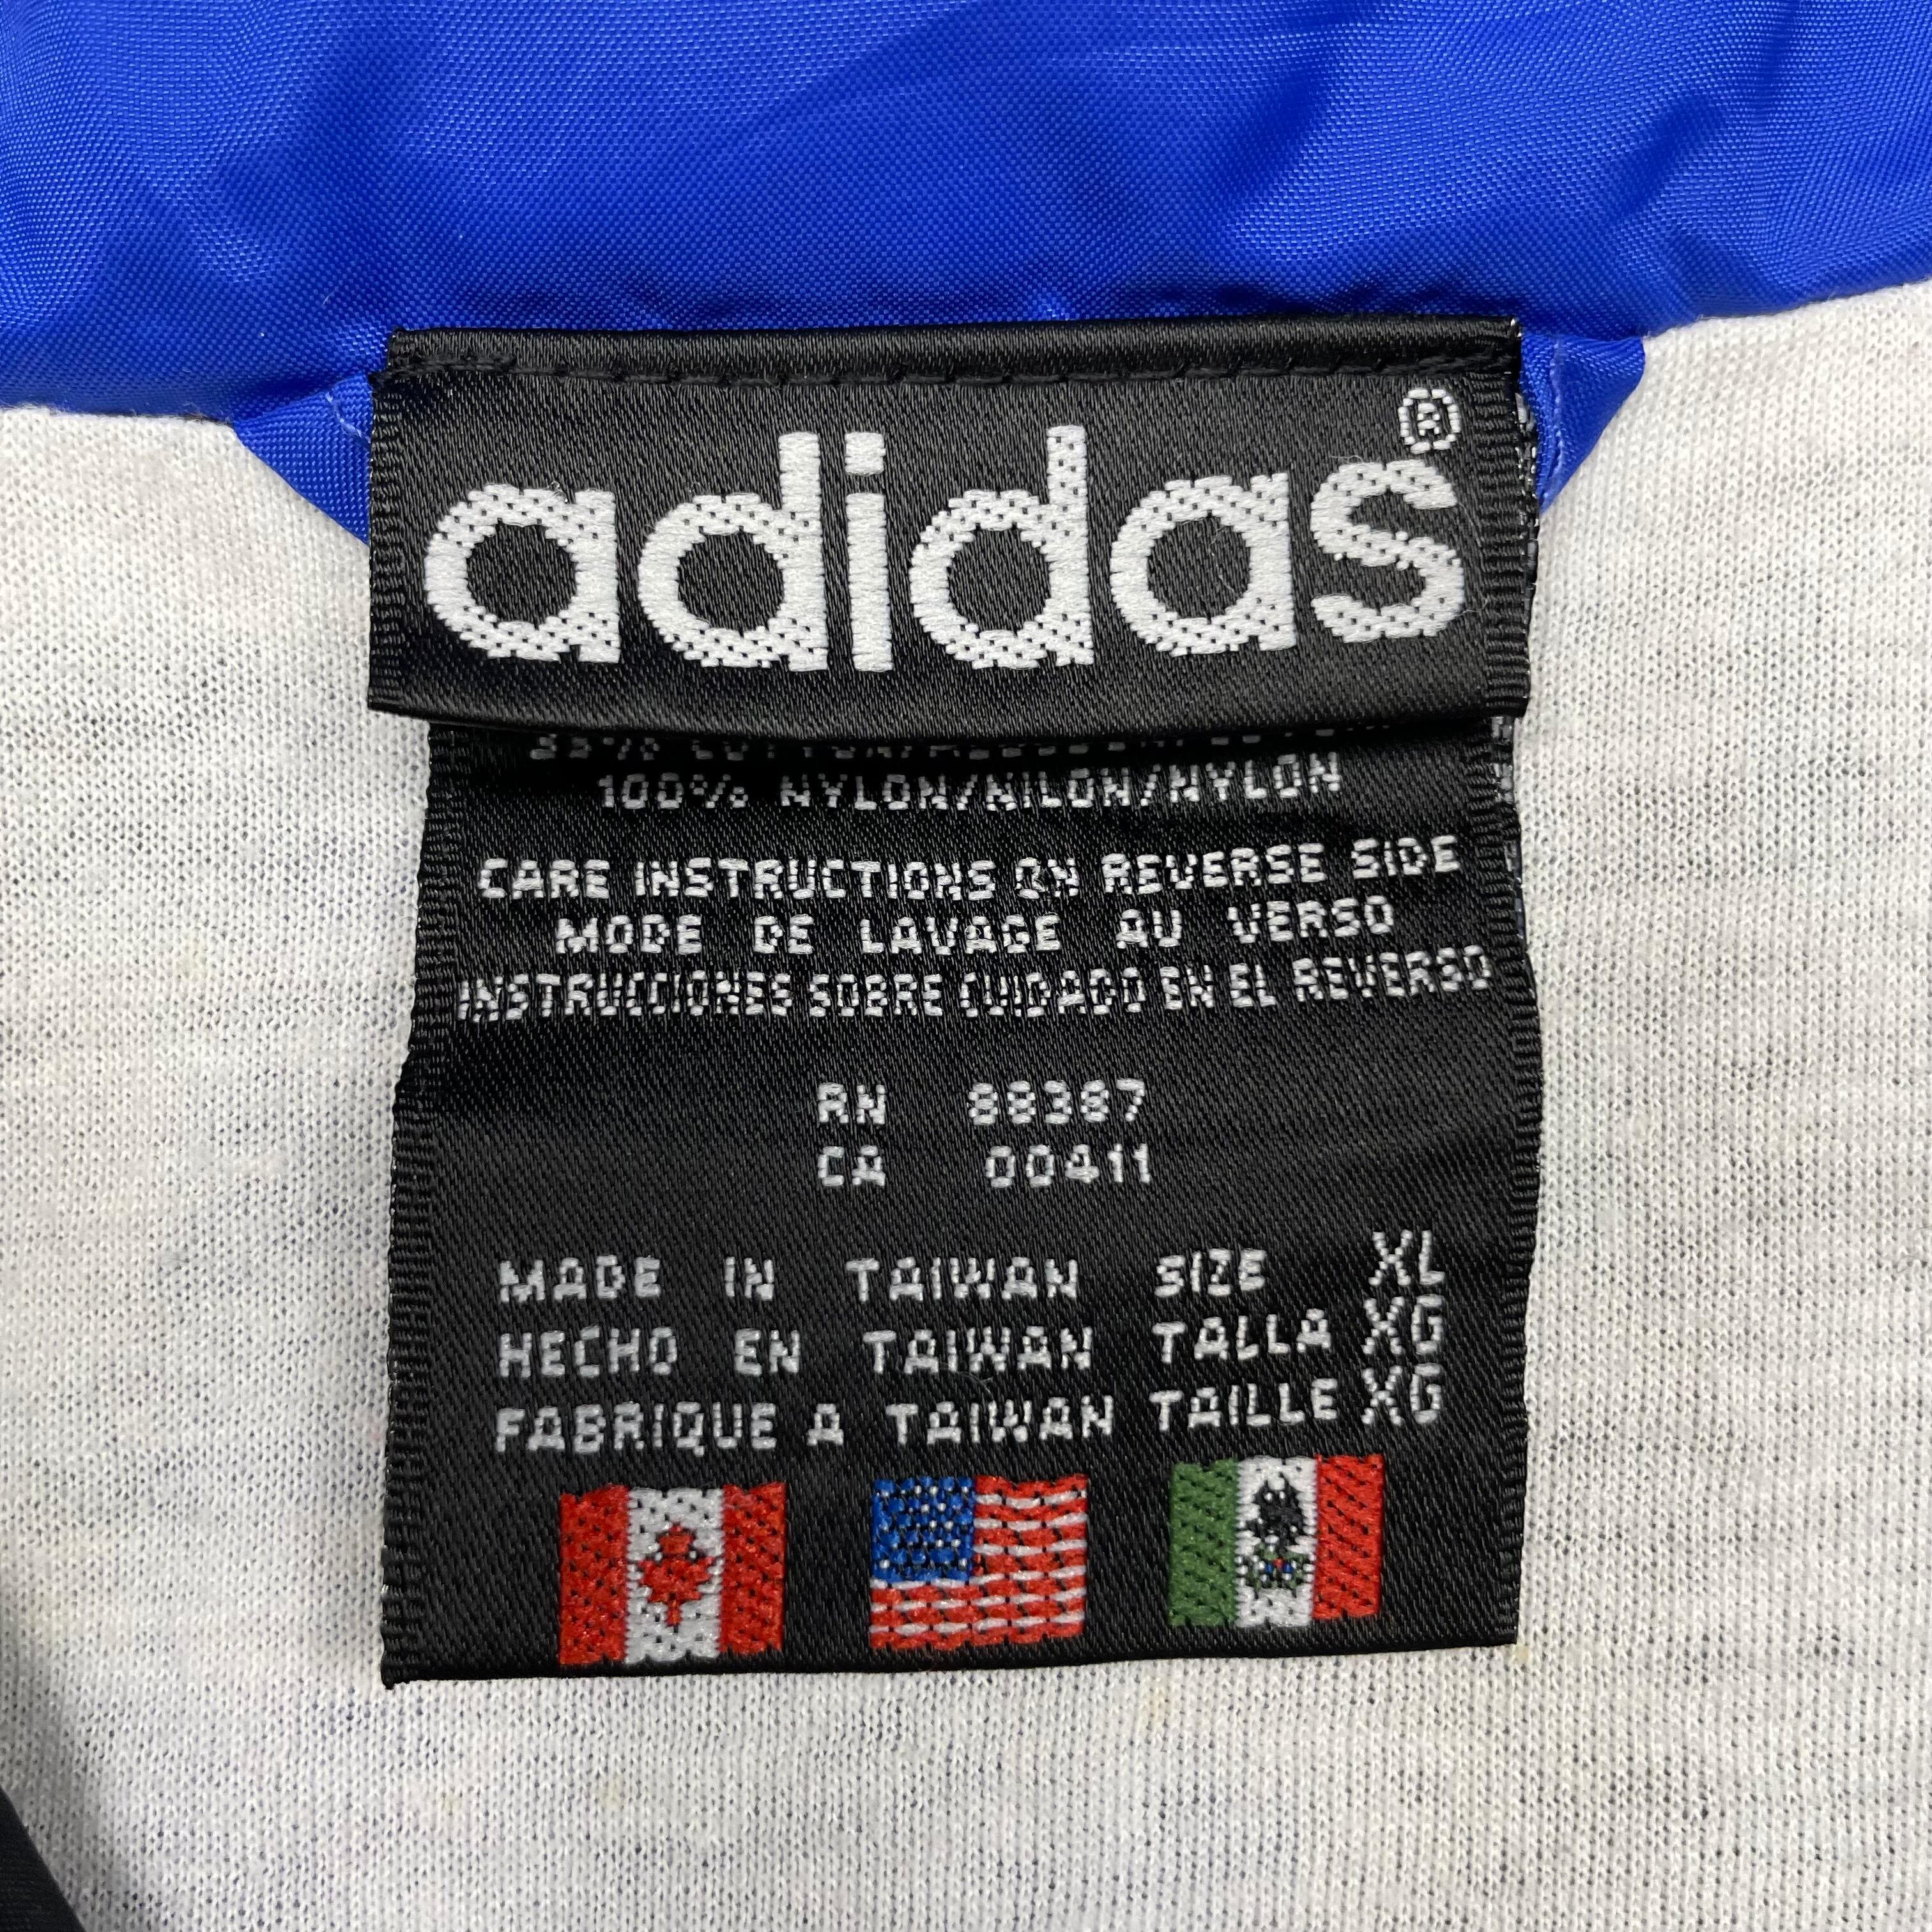 adidas®
100% NYLON/NILON/NYLON
CARE INSTRUCTIONS ON REVERSE SIDE
MODE DE LAVAGE AU VERSO
INSTRUCCIONES SOBRE CUIDADO EN EL REVERSO
RN 88387
CA 00411
MADE IN TAIWAN SIZE XL
HECHO EN TAIWAN TALLA XG
FABRIQUE A TAIWAN TAILLE XG